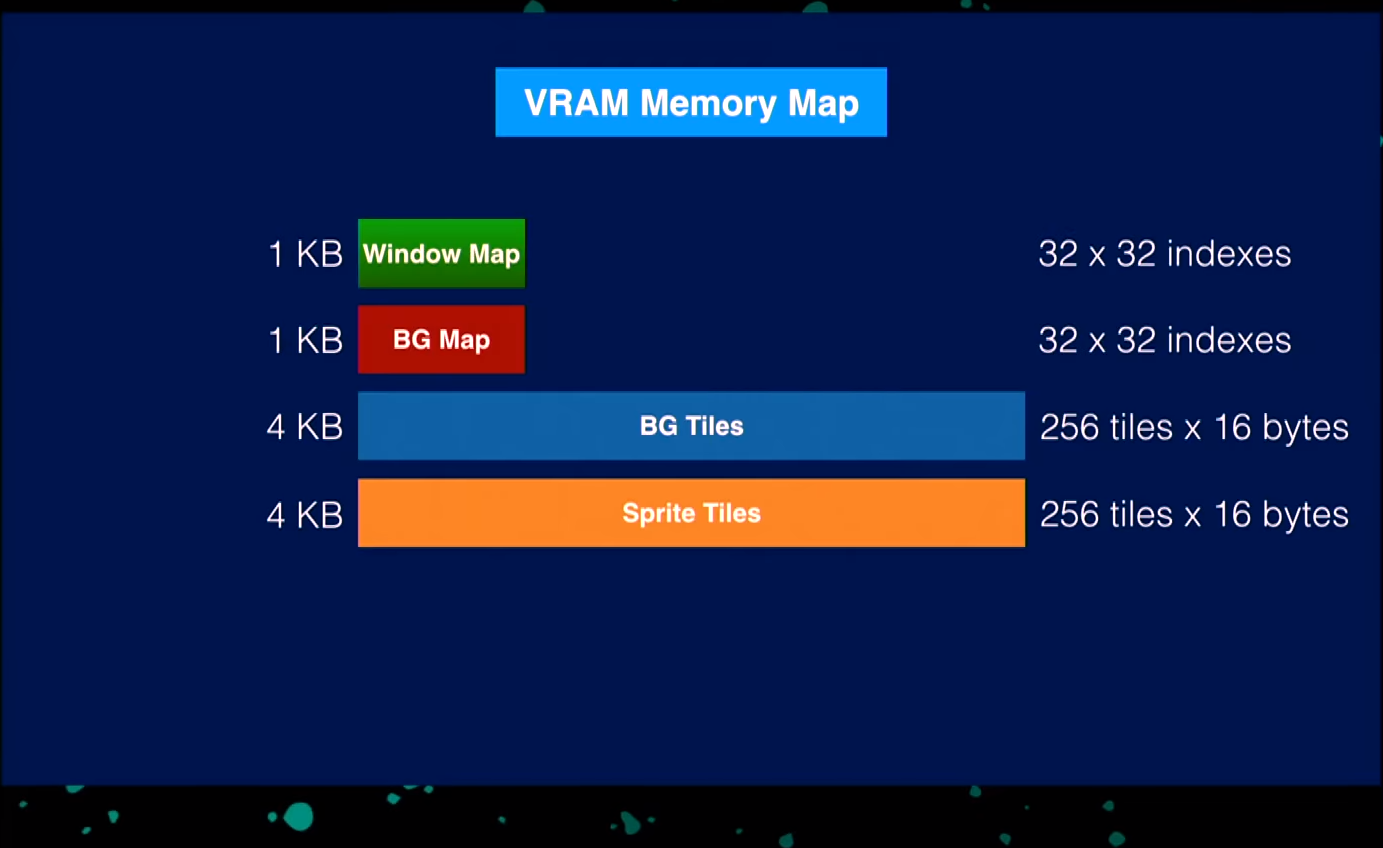 VRAM Memory Map
1 KB Window Map 32 x 32 indexes
1 KB BG Map 32 x 32 indexes
4 KB BG Tiles 256 tiles x 16 bytes
4 KB Sprite Tiles 256 tiles x 16 bytes